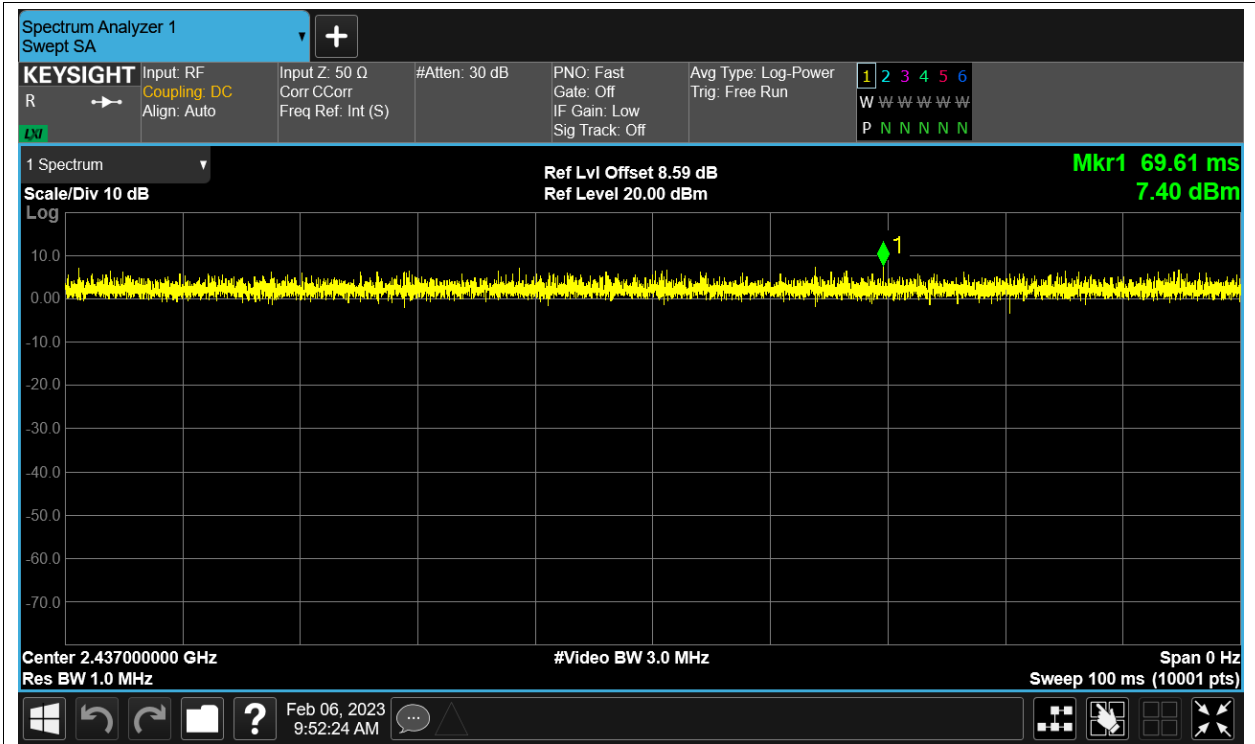 Spectrum Analyzer 1
Swept SA
+
KEYSIGHT
R
LXI
Input: RF
Coupling: DC
Align: Auto
Input Z: 50 Ω
Corr CCorr
Freq Ref: Int (S)
#Atten: 30 dB
PNO: Fast
Gate: Off
IF Gain: Low
Sig Track: Off
Avg Type: Log-Power
Trig: Free Run
1 2 3 4 5 6
W W W W W W
P N N N N N
1 Spectrum
Scale/Div 10 dB
Log
Ref Lvl Offset 8.59 dB
Ref Level 20.00 dBm
Mkr1 69.61 ms
7.40 dBm
1
10.0
0.00
-10.0
-20.0
-30.0
-40.0
-50.0
-60.0
-70.0
Center 2.437000000 GHz
#Video BW 3.0 MHz
Span 0 Hz
Res BW 1.0 MHz
Sweep 100 ms (10001 pts)
?
Feb 06, 2023
9:52:24 AM